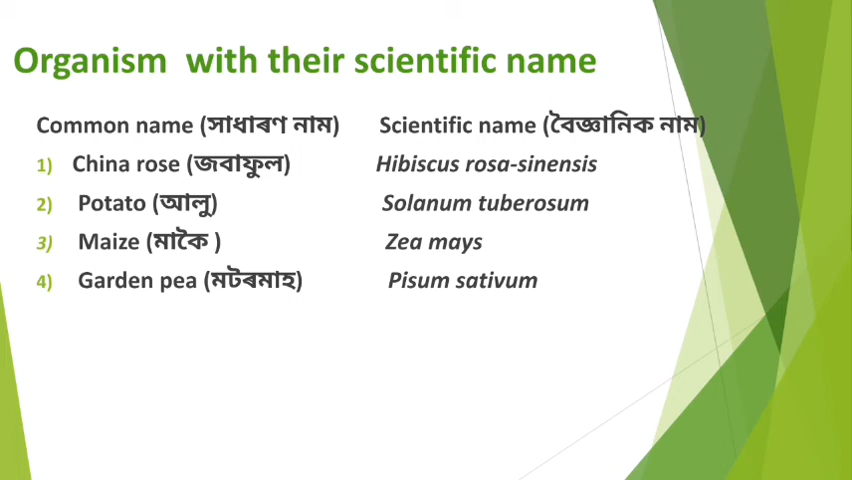 Organism with their scientific name
Common name (সাধাৰণ নাম) Scientific name (বৈজ্ঞানিক নাম)
1) China rose (জবাফুল) Hibiscus rosa-sinensis
2) Potato (আলু) Solanum tuberosum
3) Maize (মাকৈ ) Zea mays
4) Garden pea (মটৰমাহ) Pisum sativum